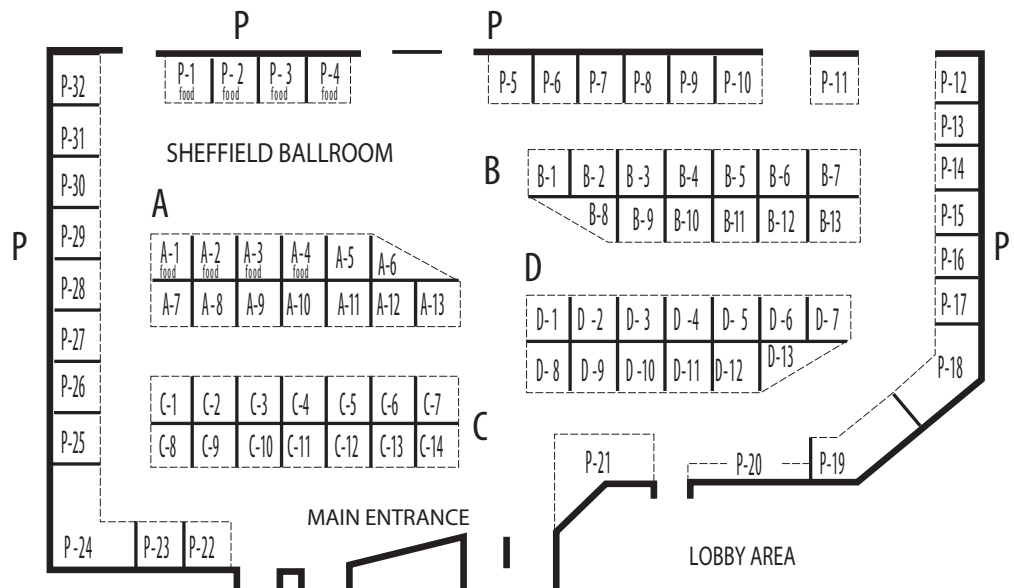 P P
P-1 P- 2 P- 3 P-4 P-5 P-6 P-7 P-8 P-9 P-10 P-11 P-12
food food food food
P-32
P-13
P-31
SHEFFIELD BALLROOM
P-14
P-30
B
B-1 B- 2 B -3 B-4 B-5 B-6 B-7
A
P-15
B-8 B-9 B-10 B-11 B-12 B-13
P P-29
P-16 P
A-1 A-2 A-3 A-4 A-5 A-6
food food food food
D
P-28
P-17
A-7 A-8 A-9 A-10 A-11 A-12 A-13
D- 1 D -2 D- 3 D -4 D- 5 D -6 D- 7
P-27
D- 8 D -9 D -10 D-11 D-12 D-13
P-18
P-26
C-1 C-2 C-3 C-4 C-5 C-6 C-7
C
P-25
C-8 C-9 C-10 C-11 C-12 C-13 C-14
P-21 P-20 P-19
MAIN ENTRANCE
P -24 P-23 P-22
LOBBY AREA